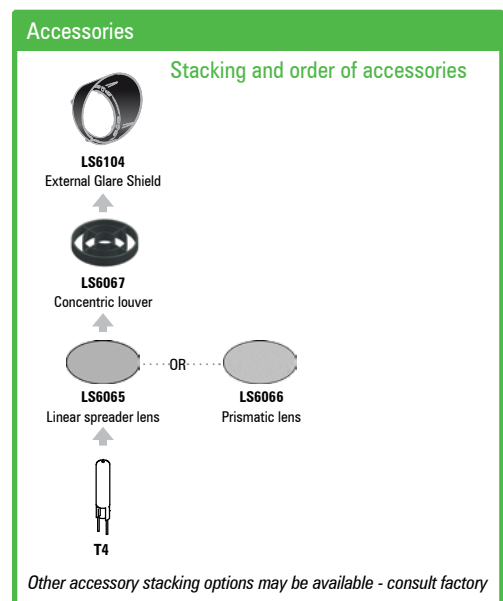 Accessories
Stacking and order of accessories
LS6104
External Glare Shield
LS6067
Concentric louver
OR
LS6065
Linear spreader lens
LS6066
Prismatic lens
T4
Other accessory stacking options may be available - consult factory